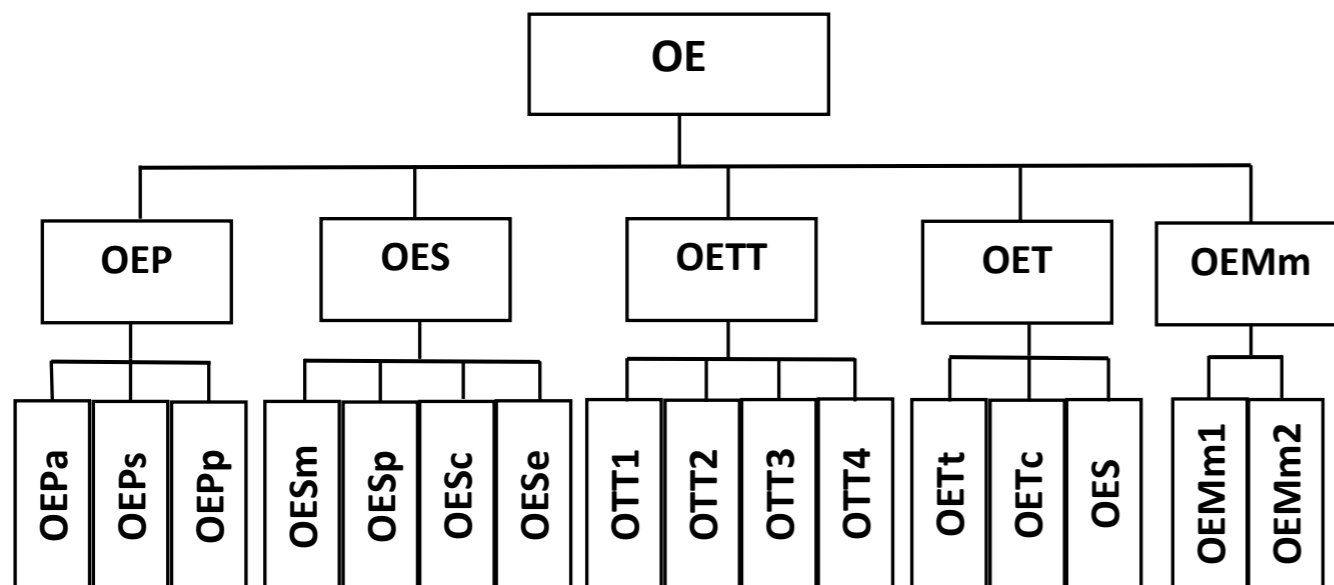 OE
OEP
OES
OETT
OET
OEMm
OEPa
OEPs
OEPp
OESm
OESp
OESc
OESe
OTT1
OTT2
OTT3
OTT4
OETt
OETc
OES
OEMm1
OEMm2